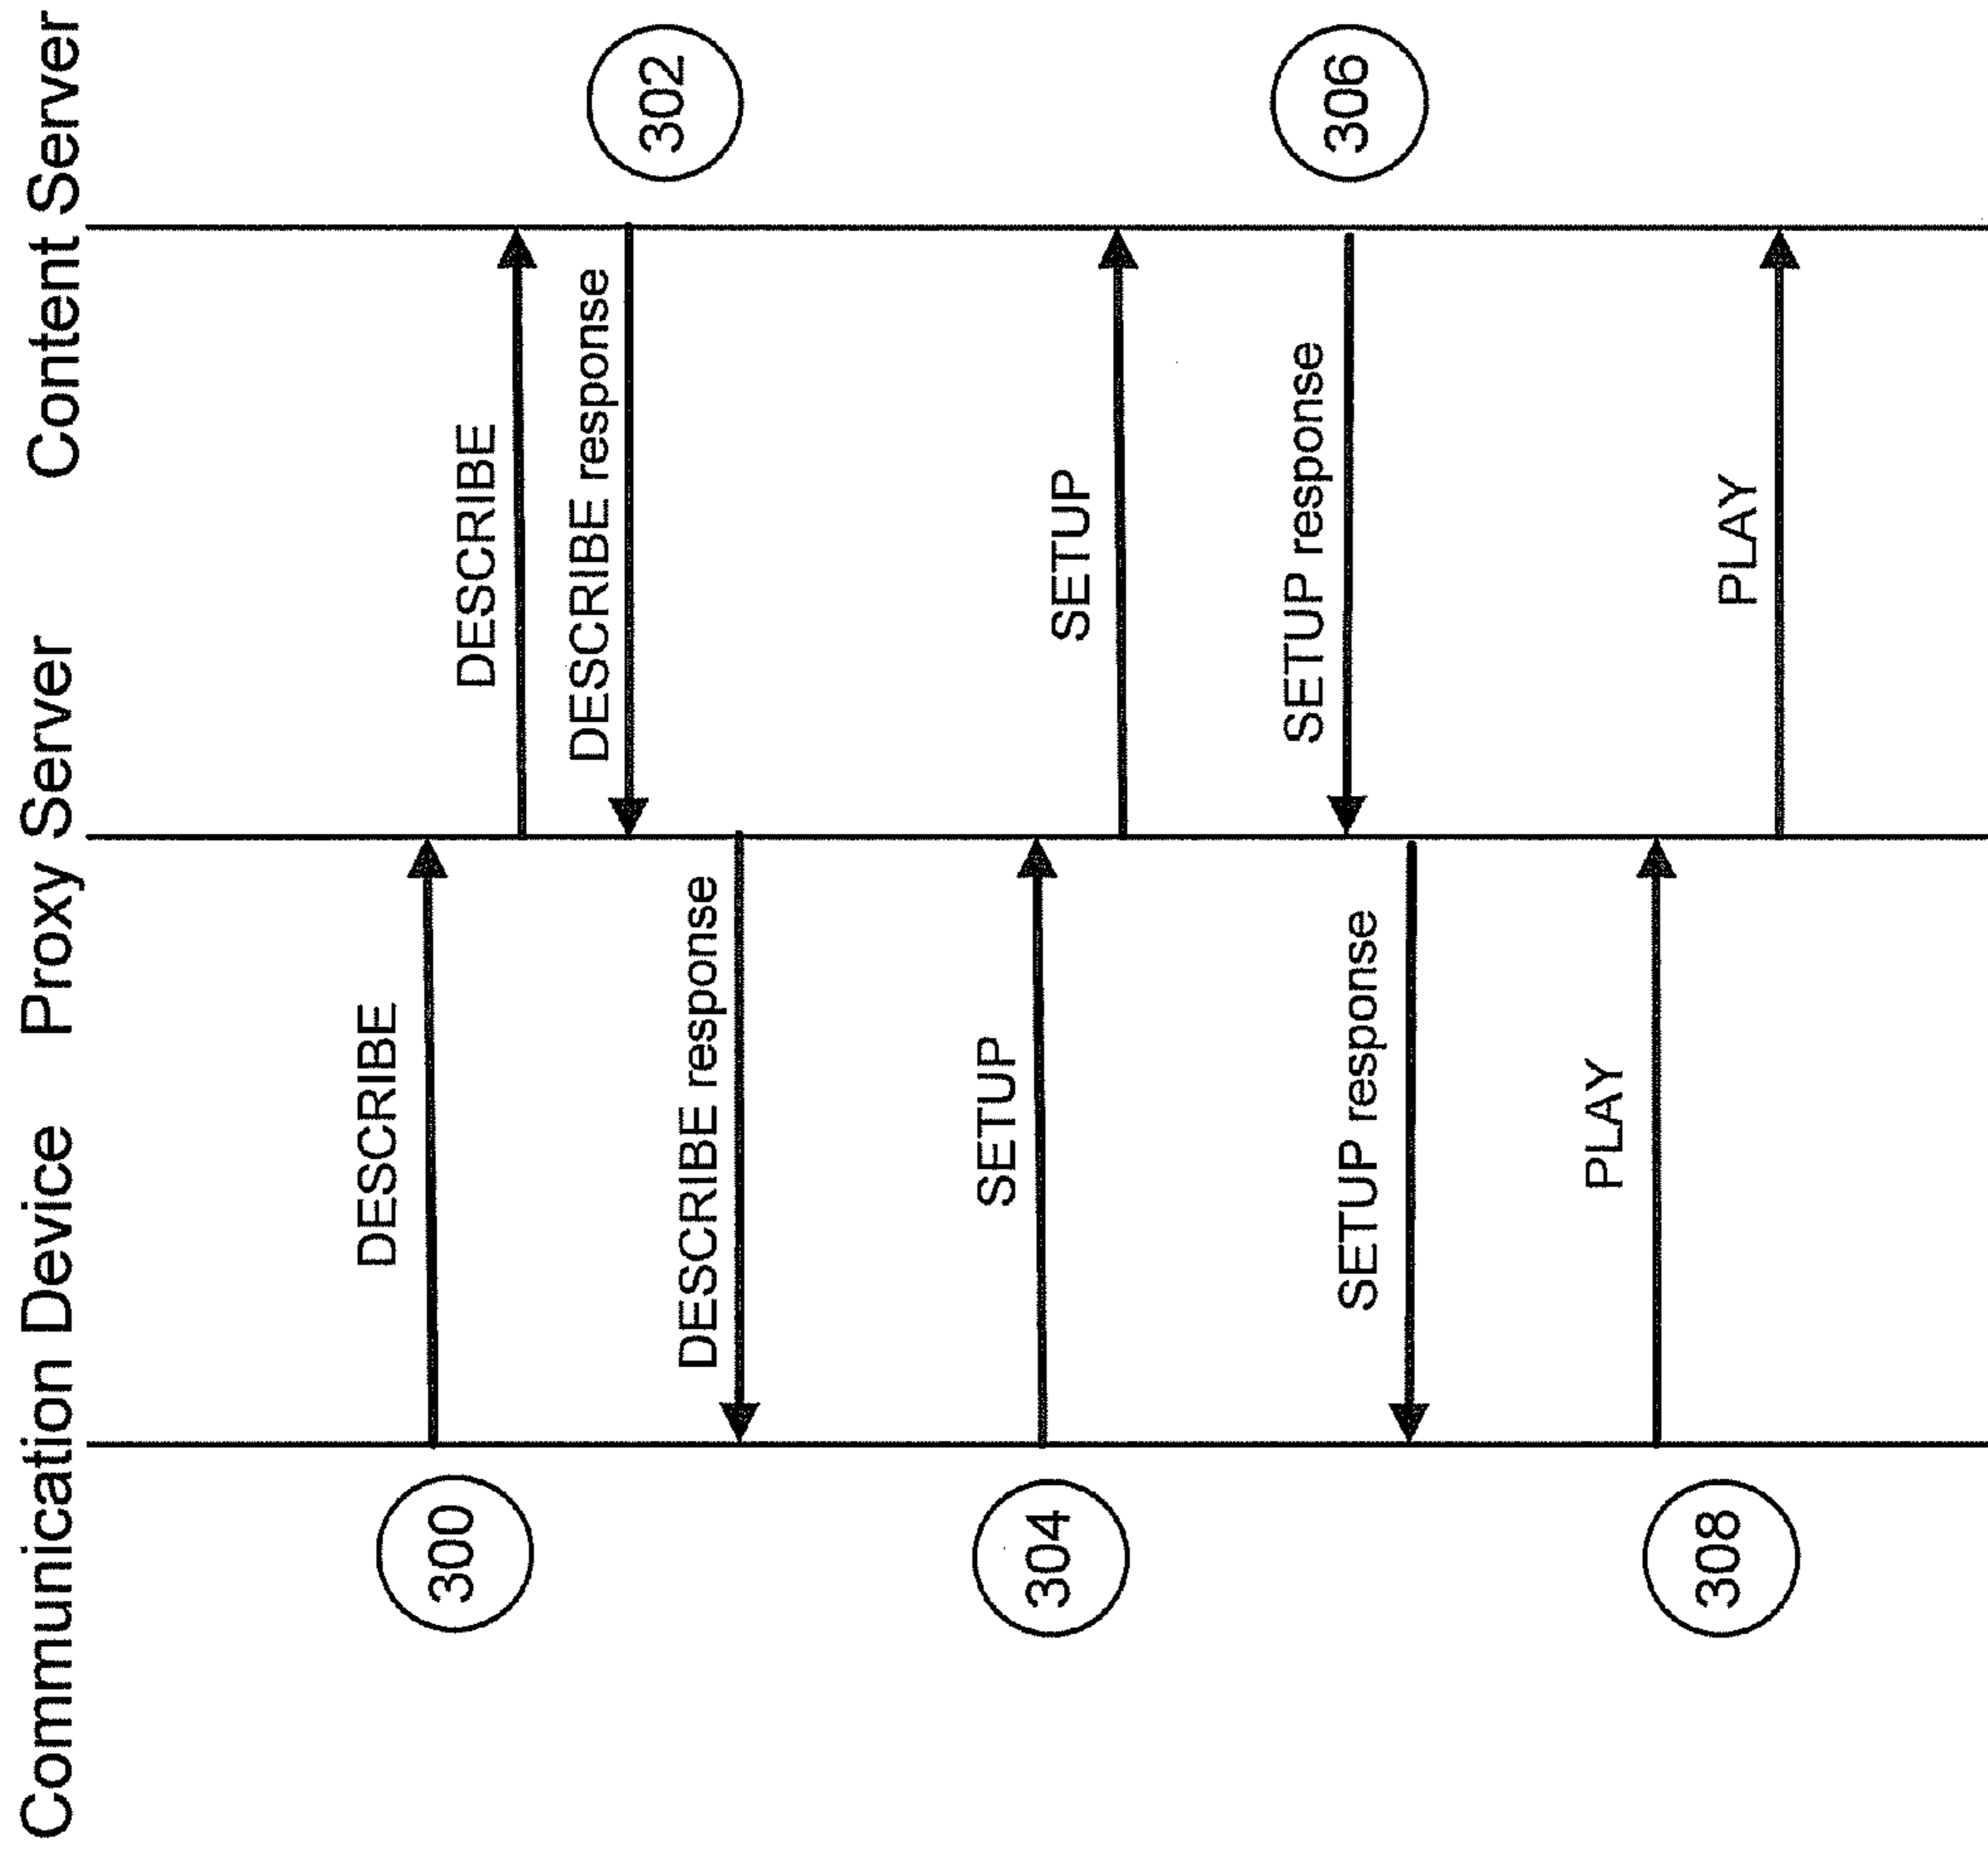 Communication Device
Proxy Server
Content Server
300
DESCRIBE
DESCRIBE
302
DESCRIBE response
DESCRIBE response
304
SETUP
SETUP
306
SETUP response
SETUP response
308
PLAY
PLAY